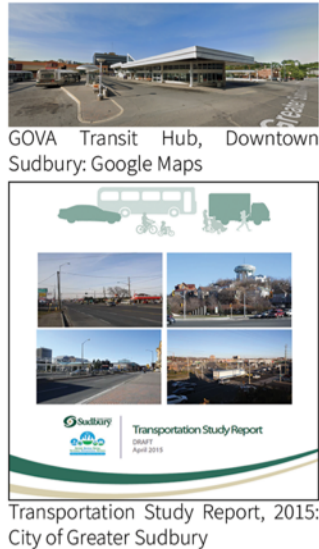 GOVA Transit Hub, Downtown
Sudbury: Google Maps
Sudbury
Transportation Study Report
DRAFT
April 2015
Transportation Study Report, 2015:
City of Greater Sudbury